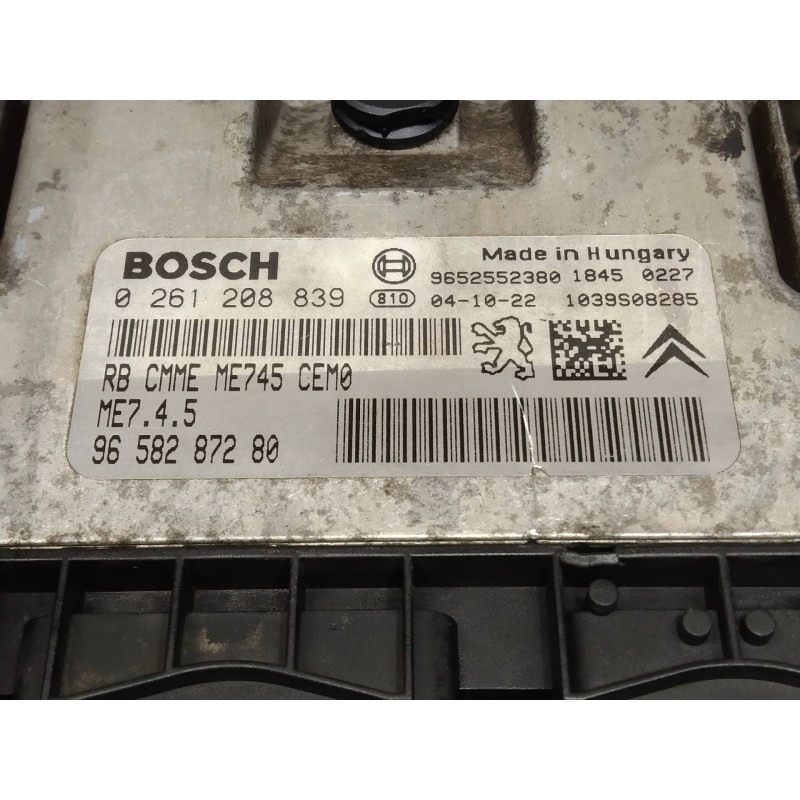 BOSCH
Made in Hungary
9652552380 1845 0227
0 261 208 839
810 04-10-22 1039S08285
RB CMME ME745 CEM0
ME7.4.5
96 582 872 80